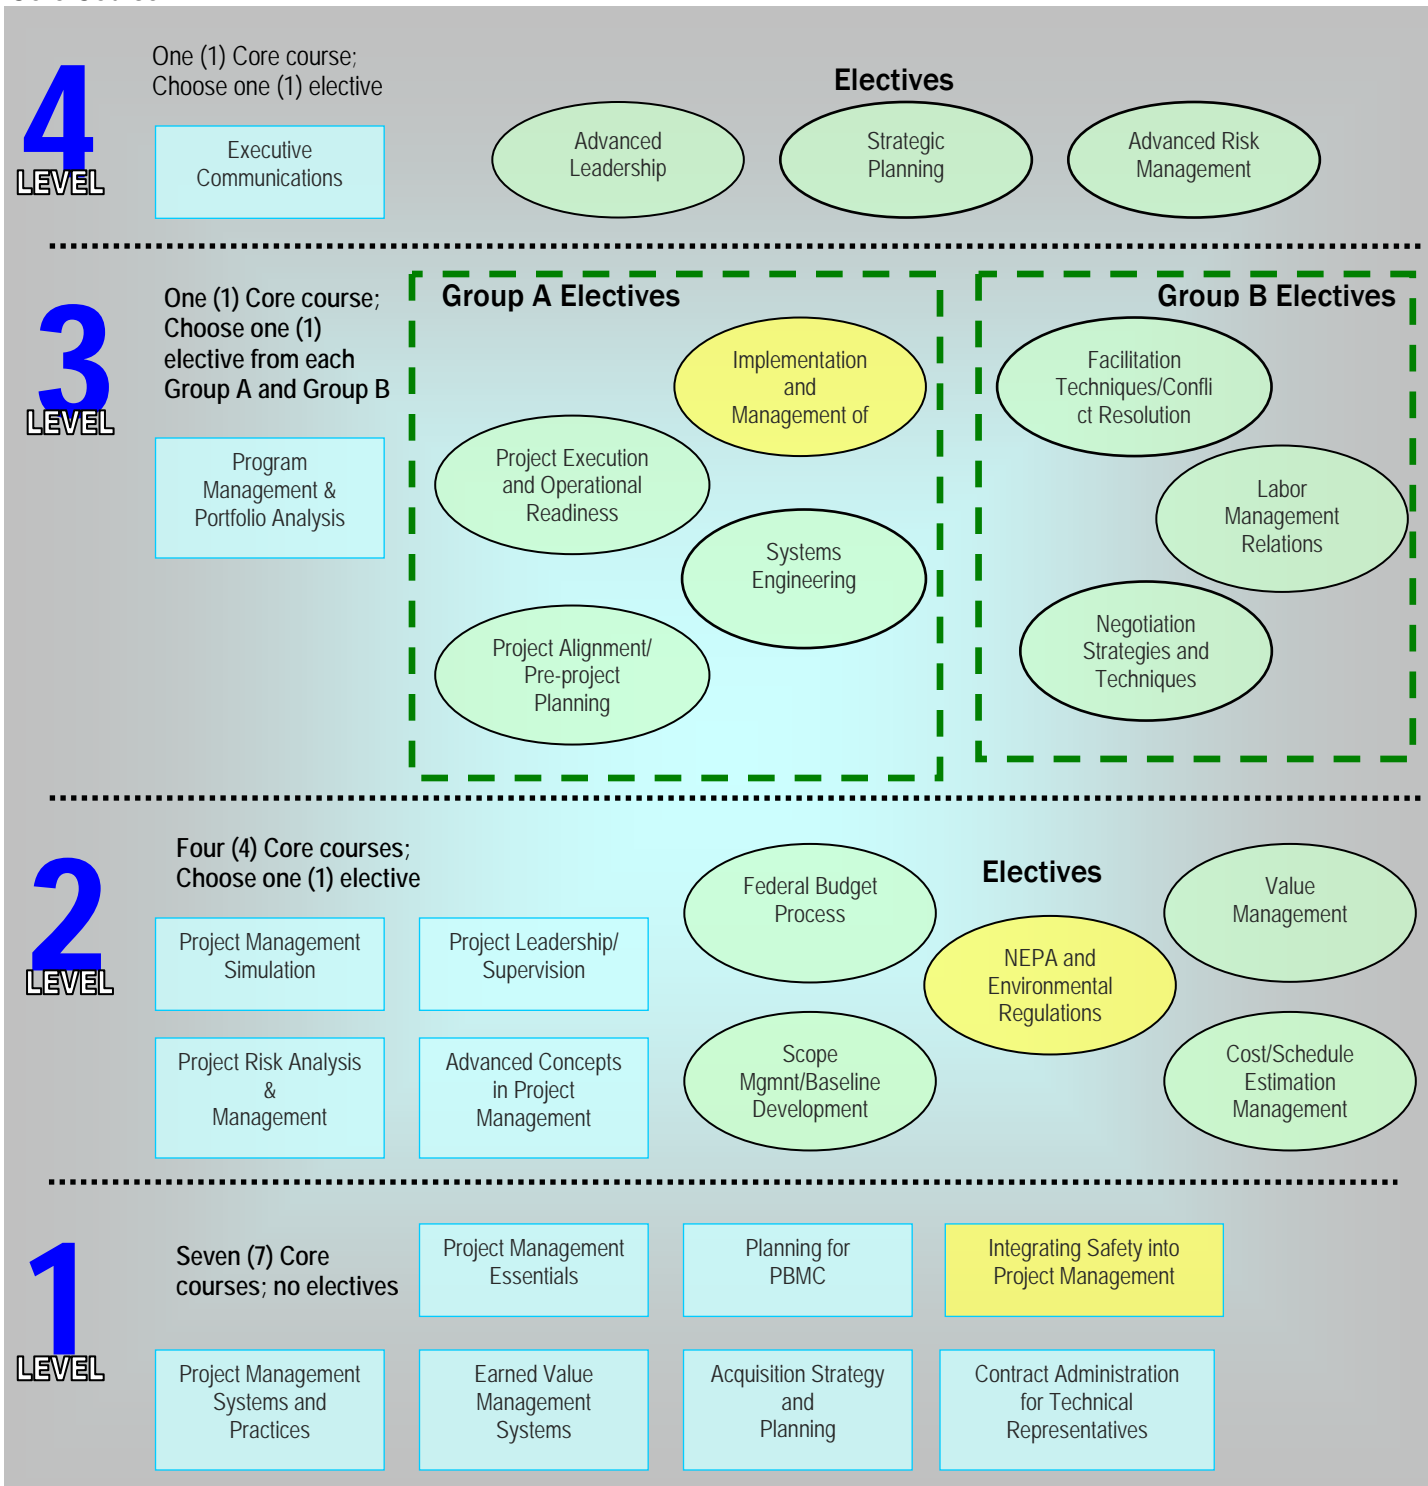 4
LEVEL
One (1) Core course;
Choose one (1) elective
Executive
Communications
Electives
Advanced
Leadership
Strategic
Planning
Advanced Risk
Management
3
LEVEL
One (1) Core course;
Choose one (1)
elective from each
Group A and Group B
Program
Management &
Portfolio Analysis
Group A Electives
Implementation
and
Management of
Project Execution
and Operational
Readiness
Systems
Engineering
Project Alignment/
Pre-project
Planning
Group B Electives
Facilitation
Techniques/Confli
ct Resolution
Labor
Management
Relations
Negotiation
Strategies and
Techniques
2
LEVEL
Four (4) Core courses;
Choose one (1) elective
Project Management
Simulation
Project Leadership/
Supervision
Project Risk Analysis
&
Management
Advanced Concepts
in Project
Management
Electives
Federal Budget
Process
Value
Management
NEPA and
Environmental
Regulations
Scope
Mgmnt/Baseline
Development
Cost/Schedule
Estimation
Management
1
LEVEL
Seven (7) Core
courses; no electives
Project Management
Essentials
Planning for
PBMC
Integrating Safety into
Project Management
Project Management
Systems and
Practices
Earned Value
Management
Systems
Acquisition Strategy
and
Planning
Contract Administration
for Technical
Representatives